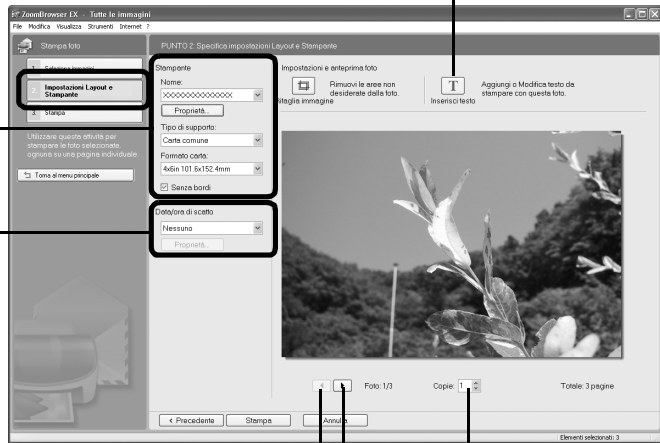 ZoomBrowser EX - Tutte le immagini
File Modifica Visualizza Strumenti Internet ?
Stampa foto
1. Seleziona immagini
2. Impostazioni Layout e
Stampante
3. Stampa
Utilizzare questa attività per
stampare le foto selezionate,
ognuna su una pagina individuale.
Torna al menu principale
PUNTO 2: Specifica impostazioni Layout e Stampante
Stampante
Nome:
XXXXXXXXXXXXXX
Proprietà...
Tipo di supporto:
Carta comune
Formato carta:
4x6in 101.6x152.4mm
Senza bordi
Data/ora di scatto
Nessuno
Proprietà...
Impostazioni e anteprima foto
Rimuovi le aree non
desiderate dalla foto.
Ritaglia immagine
T
Aggiungi o Modifica testo da
stampare con questa foto.
Inserisci testo
Foto: 1/3
Copie: 1
Totale: 3 pagine
< Precedente
Stampa
Annulla
Elementi selezionati: 3